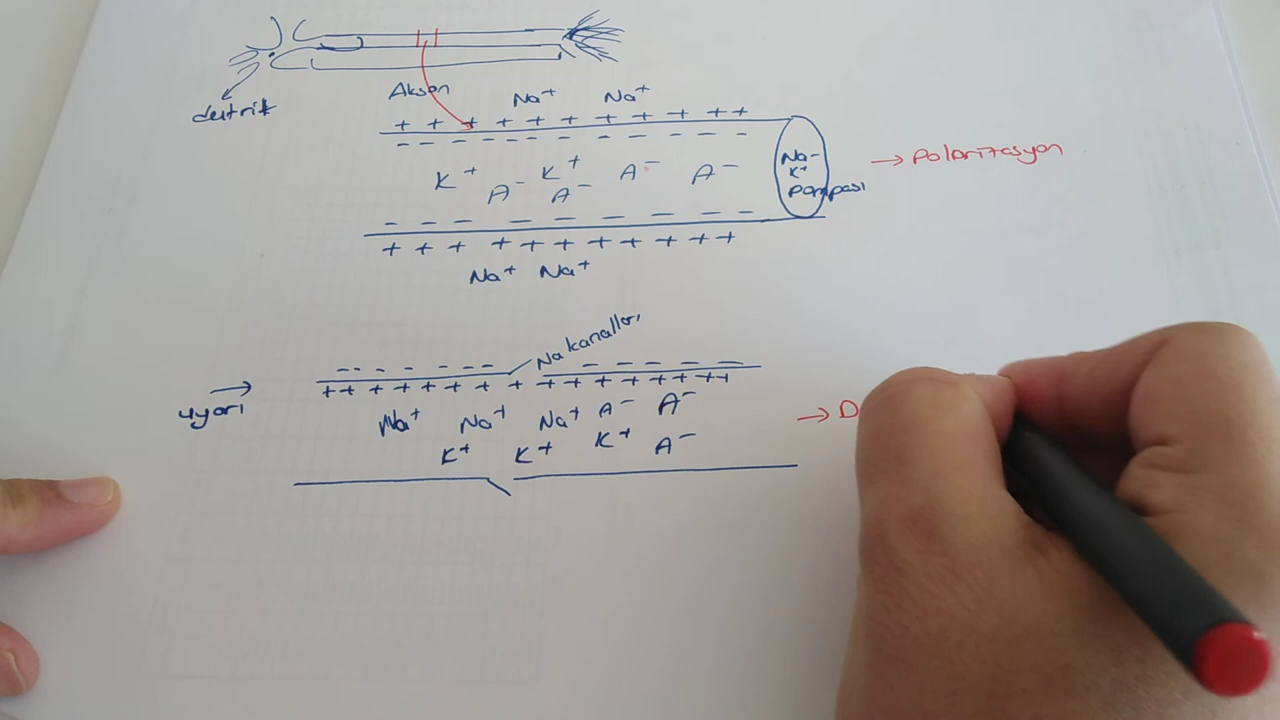 dentrit
Akson
Na+ Na+
+ + + + + + + + + ++
- - - - - - - - - - -
K+ K+ A- A-
A- A-
Na-
K+
pompası
→ Polarizasyon
- - - - - - - - -
+ + + + + + + + + ++
Na+ Na+
Na kanalları
-- - - - - - - - - - -
++ + + + + + + + + + + + ++
uyarı
Na+ Na+ Na+ A- A-
K+ K+ K+ A-
→ D